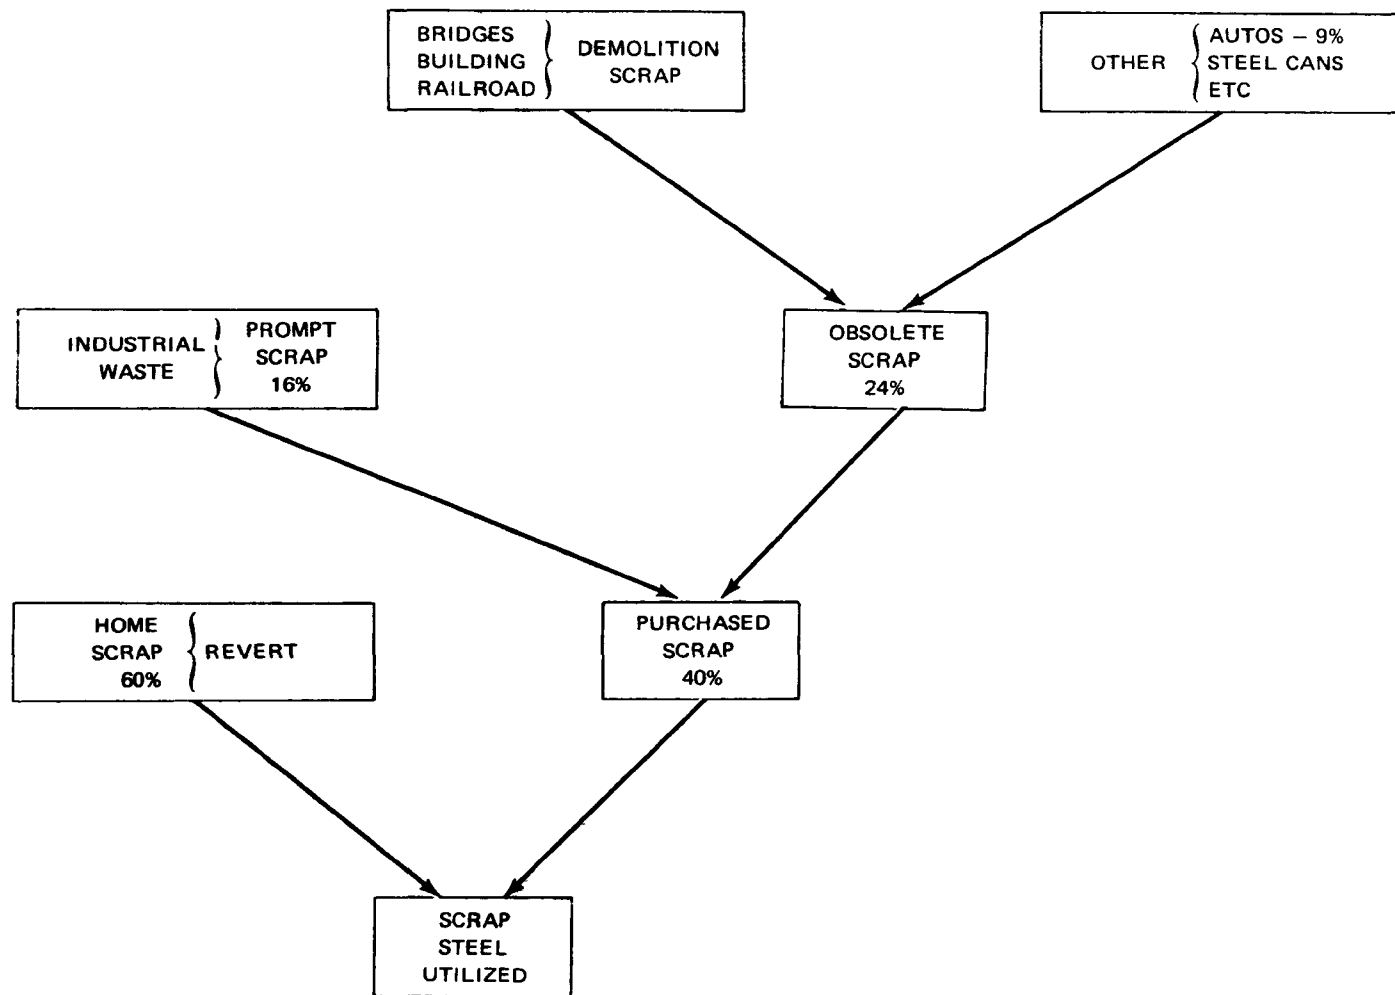 BRIDGES
BUILDING
RAILROAD
DEMOLITION
SCRAP
OTHER
AUTOS – 9%
STEEL CANS
ETC
INDUSTRIAL
WASTE
PROMPT
SCRAP
16%
OBSOLETE
SCRAP
24%
HOME
SCRAP
60%
REVERT
PURCHASED
SCRAP
40%
SCRAP
STEEL
UTILIZED